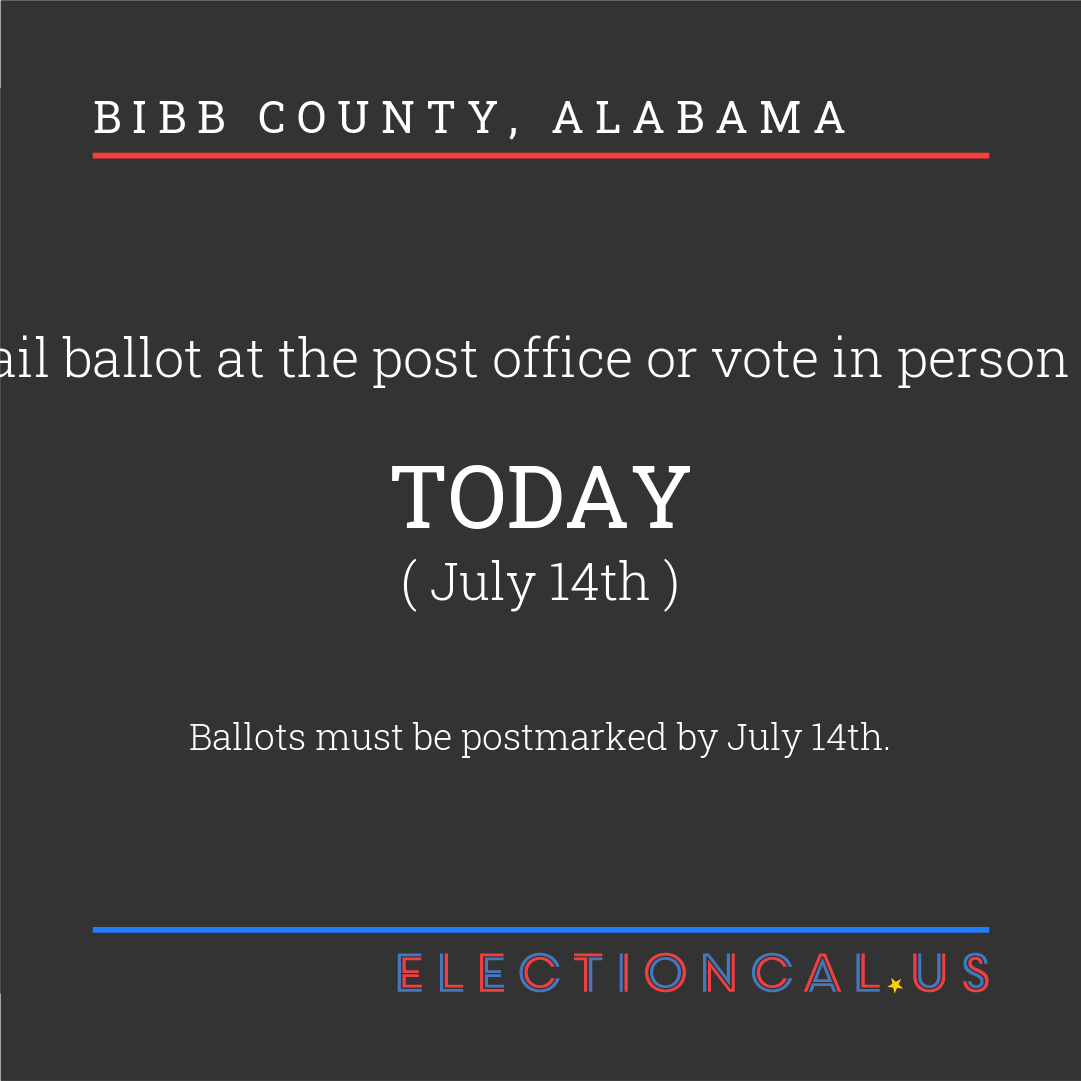 BIBB COUNTY, ALABAMA
ail ballot at the post office or vote in person
TODAY
( July 14th )
Ballots must be postmarked by July 14th.
ELECTIONCAL.US